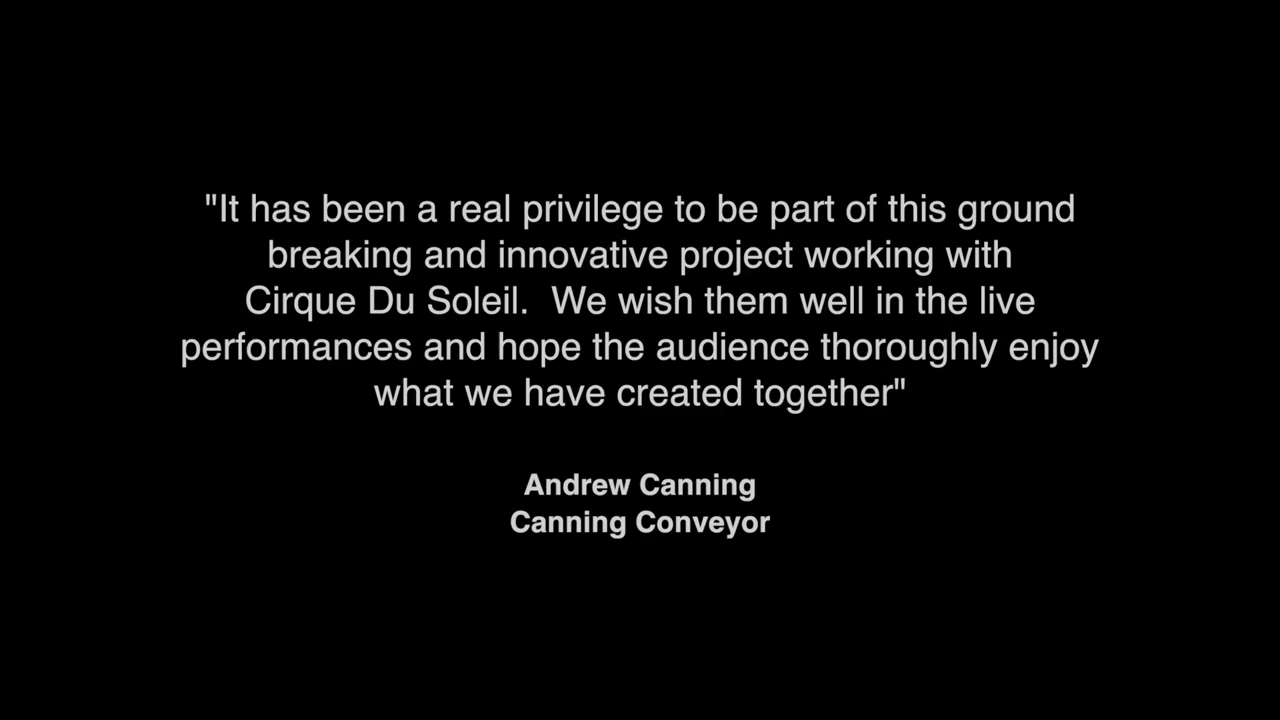 "It has been a real privilege to be part of this ground
breaking and innovative project working with
Cirque Du Soleil.  We wish them well in the live
performances and hope the audience thoroughly enjoy
what we have created together"
Andrew Canning
Canning Conveyor